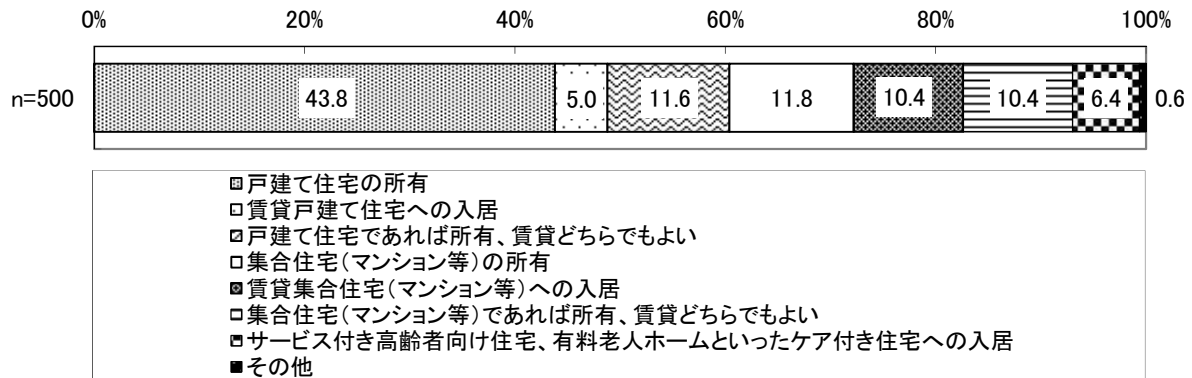 0% 20% 40% 60% 80% 100%
n=500 43.8 5.0 11.6 11.8 10.4 10.4 6.4 0.6
戸建て住宅の所有
賃貸戸建て住宅への入居
戸建て住宅であれば所有、賃貸どちらでもよい
集合住宅(マンション等)の所有
賃貸集合住宅(マンション等)への入居
集合住宅(マンション等)であれば所有、賃貸どちらでもよい
サービス付き高齢者向け住宅、有料老人ホームといったケア付き住宅への入居
その他